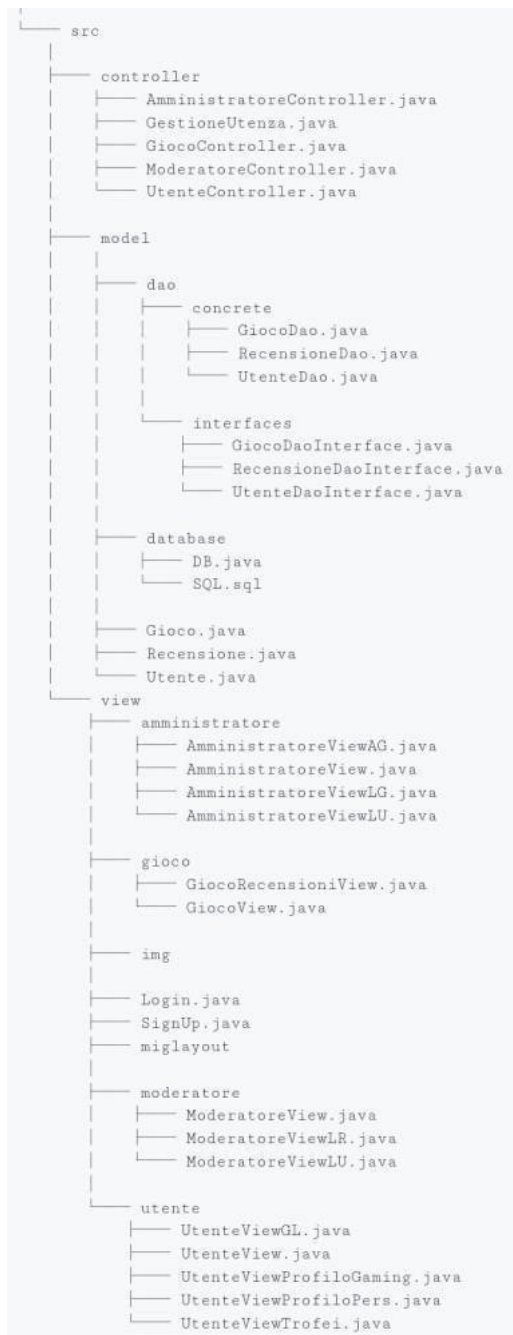 src
controller
AmministratoreController.java
GestioneUtenza.java
GiocoController.java
ModeratoreController.java
UtenteController.java
model
dao
concrete
GiocoDao.java
RecensioneDao.java
UtenteDao.java
interfaces
GiocoDaoInterface.java
RecensioneDaoInterface.java
UtenteDaoInterface.java
database
DB.java
SQL.sql
Gioco.java
Recensione.java
Utente.java
view
amministratore
AmministratoreViewAG.java
AmministratoreView.java
AmministratoreViewLG.java
AmministratoreViewLU.java
gioco
GiocoRecensioniView.java
GiocoView.java
img
Login.java
SignUp.java
miglayout
moderatore
ModeratoreView.java
ModeratoreViewLR.java
ModeratoreViewLU.java
utente
UtenteViewGL.java
UtenteView.java
UtenteViewProfiloGaming.java
UtenteViewProfiloPers.java
UtenteViewTrofei.java